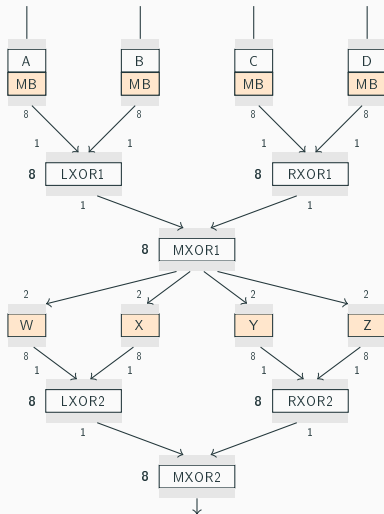 A B C D
MB MB MB MB
8 8 8 8
1 1 1 1
8 LXOR1 8 RXOR1
1 1
8 MXOR1
2 2 2 2
W X Y Z
8 8 8 8
1 1 1 1
8 LXOR2 8 RXOR2
1 1
8 MXOR2